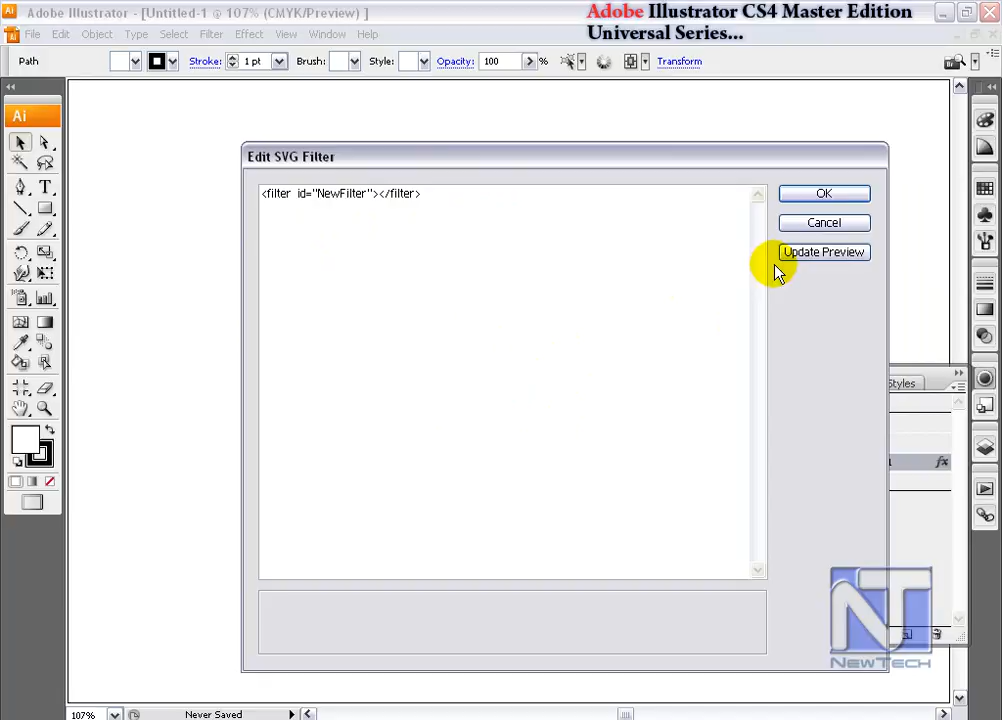 Adobe Illustrator - [Untitled-1 @ 107% (CMYK/Preview) ]
Adobe Illustrator CS4 Master Edition
Universal Series...
File Edit Object Type Select Filter Effect View Window Help
Path
Stroke: 1 pt Brush: Style: Opacity: 100 % Transform
Ai
Edit SVG Filter
<filter id="NewFilter"></filter>
OK
Cancel
Update Preview
Styles
NT
NEWTECH
107% Never Saved